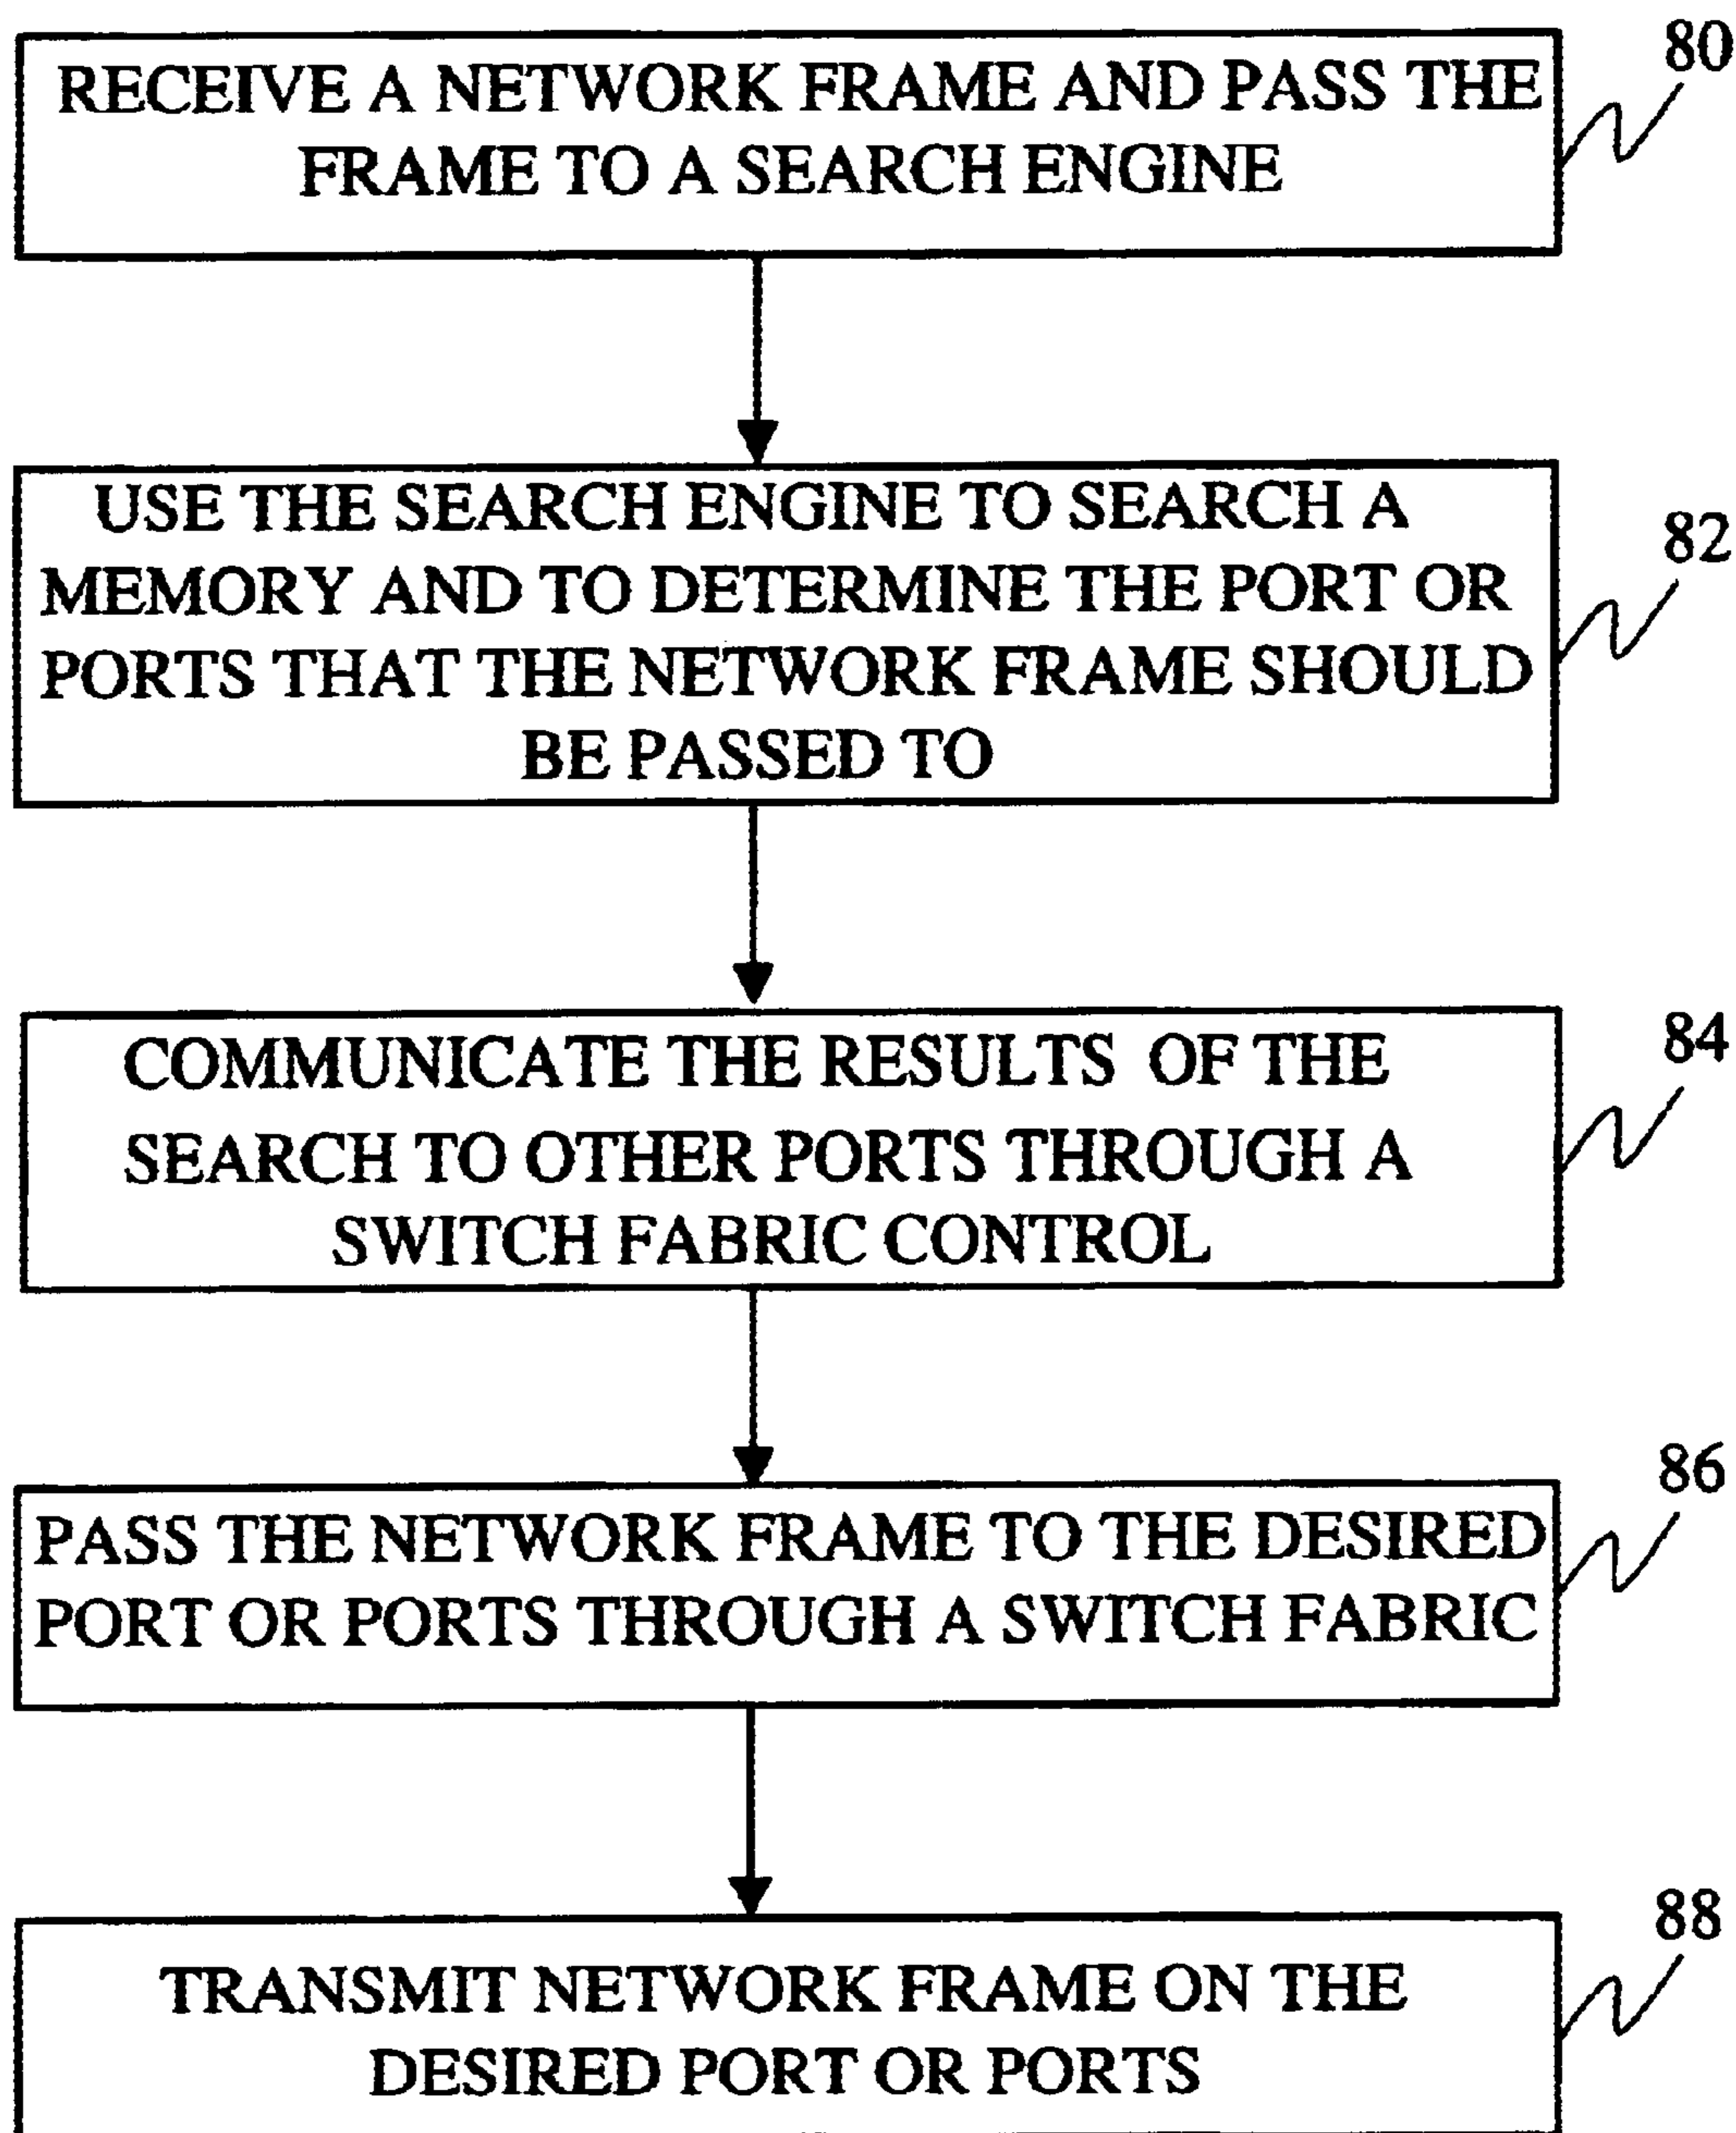 80
RECEIVE A NETWORK FRAME AND PASS THE
FRAME TO A SEARCH ENGINE
82
USE THE SEARCH ENGINE TO SEARCH A
MEMORY AND TO DETERMINE THE PORT OR
PORTS THAT THE NETWORK FRAME SHOULD
BE PASSED TO
84
COMMUNICATE THE RESULTS OF THE
SEARCH TO OTHER PORTS THROUGH A
SWITCH FABRIC CONTROL
86
PASS THE NETWORK FRAME TO THE DESIRED
PORT OR PORTS THROUGH A SWITCH FABRIC
88
TRANSMIT NETWORK FRAME ON THE
DESIRED PORT OR PORTS